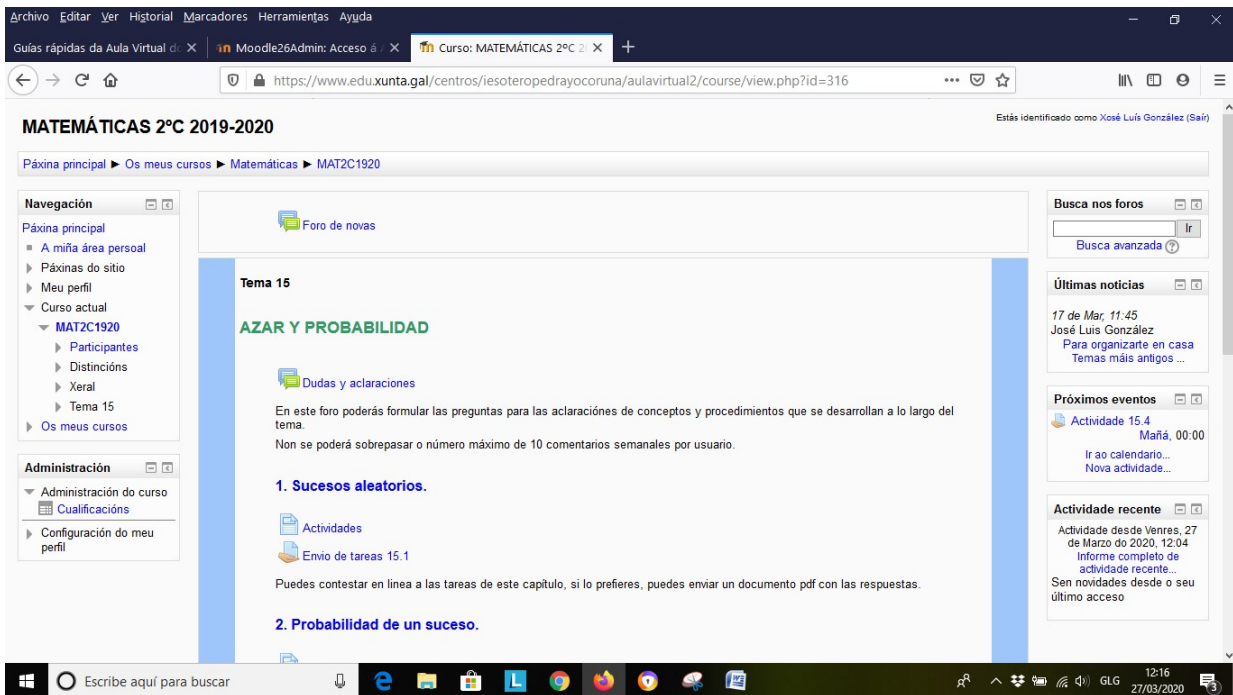 Archivo Editar Ver Historial Marcadores Herramientas Ayuda
Guías rápidas da Aula Virtual do
Moodle26Admin: Acceso á
Curso: MATEMÁTICAS 2ºC 2
https://www.edu.xunta.gal/centros/iesoteropedrayocoruna/aulavirtual2/course/view.php?id=316
MATEMÁTICAS 2ºC 2019-2020
Estás identificado como Xosé Luís González (Saír)
Páxina principal ► Os meus cursos ► Matemáticas ► MAT2C1920
Navegación
Páxina principal
A miña área persoal
Páxinas do sitio
Meu perfil
Curso actual
MAT2C1920
Participantes
Distincións
Xeral
Tema 15
Os meus cursos
Administración
Administración do curso
Cualificacións
Configuración do meu
perfil
Foro de novas
Tema 15
AZAR Y PROBABILIDAD
Dudas y aclaraciones
En este foro poderás formular las preguntas para las aclaraciónes de conceptos y procedimientos que se desarrollan a lo largo del
tema.
Non se poderá sobrepasar o número máximo de 10 comentarios semanales por usuario.
1. Sucesos aleatorios.
Actividades
Envio de tareas 15.1
Puedes contestar en linea a las tareas de este capítulo, si lo prefieres, puedes enviar un documento pdf con las respuestas.
2. Probabilidad de un suceso.
Busca nos foros
Ir
Busca avanzada
Últimas noticias
17 de Mar, 11:45
José Luis González
Para organizarte en casa
Temas máis antigos ...
Próximos eventos
Actividade 15.4
Mañá, 00:00
Ir ao calendario...
Nova actividade...
Actividade recente
Actividade desde Venres, 27
de Marzo do 2020, 12:04
Informe completo de
actividade recente...
Sen novidades desde o seu
último acceso
Escribe aquí para buscar
GLG
12:16
27/03/2020
3